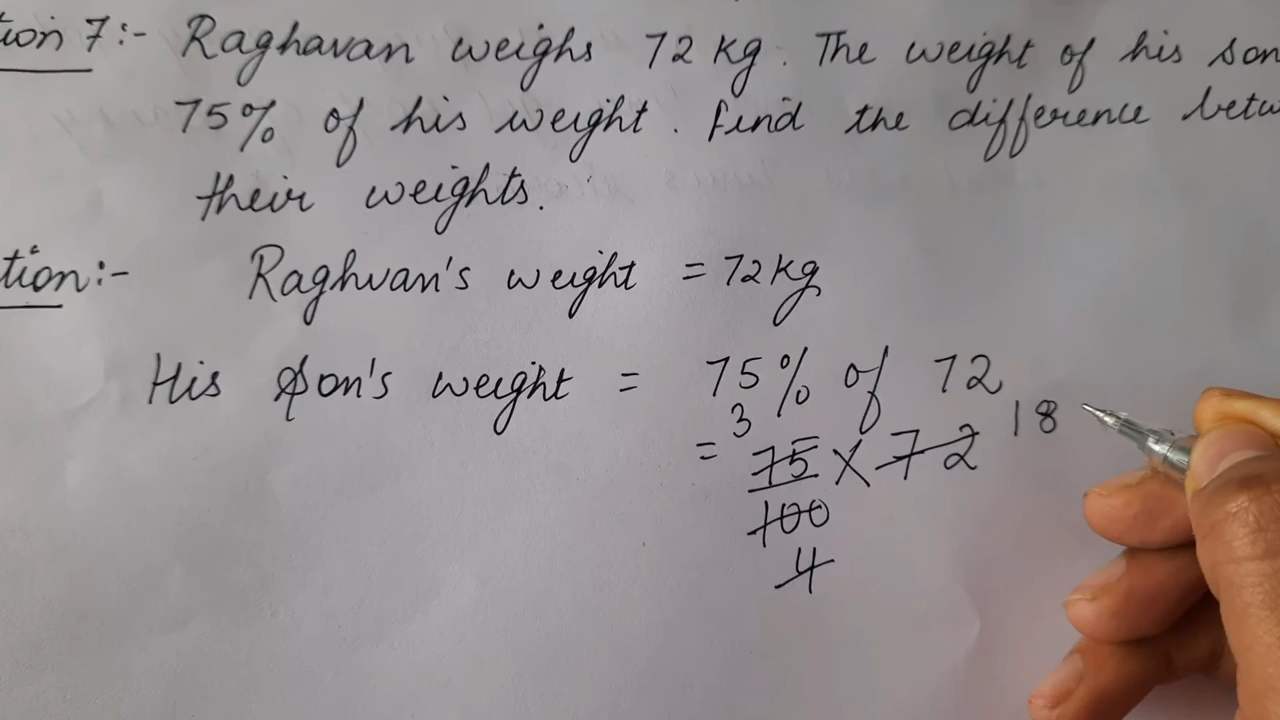 tion 7:- Raghavan weighs 72 kg. The weight of his son
75% of his weight. find the difference betw
their weights.
tion:- Raghvan's weight = 72 kg
His Son's weight = 75% of 72
3 18
= 75 X 72
100
4